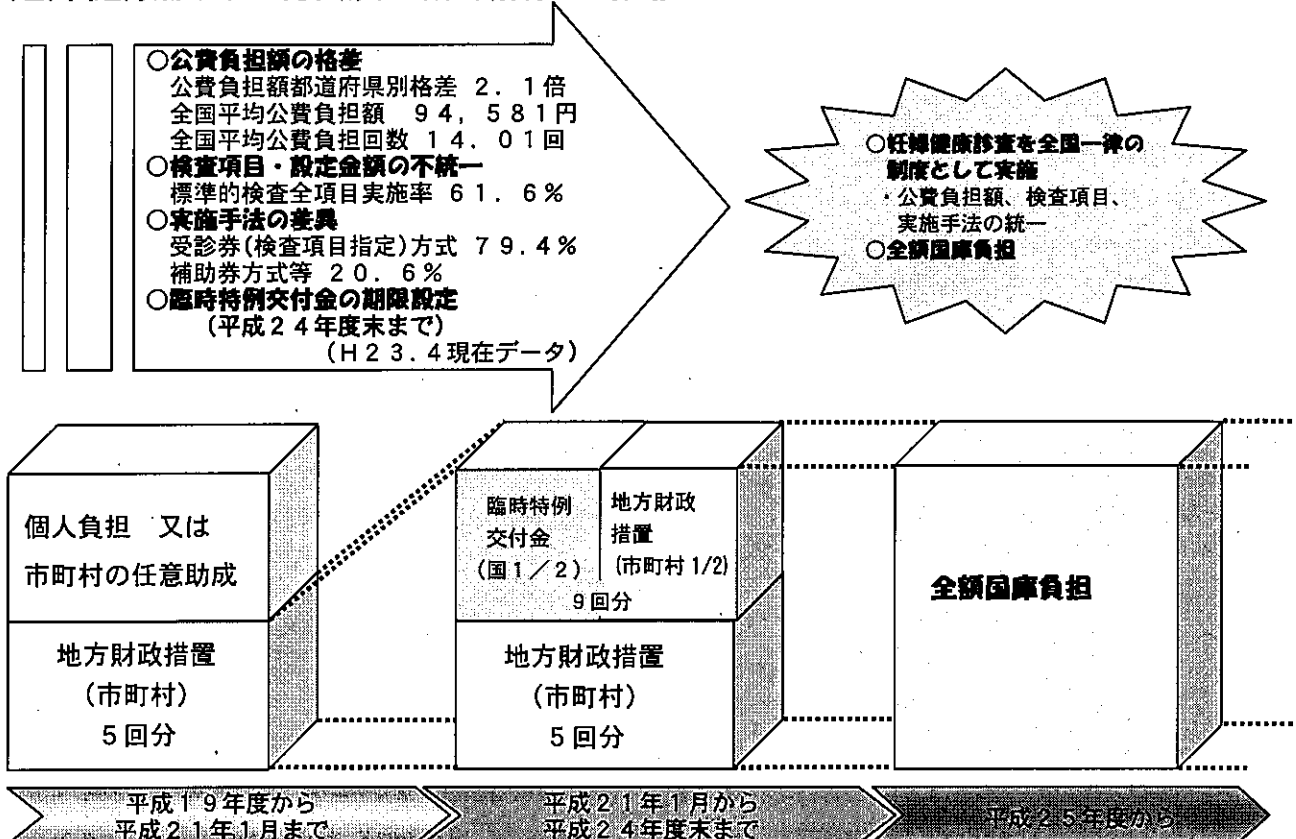 ○公費負担額の格差
公費負担額都道府県別格差 2.1倍
全国平均公費負担額 94,581円
全国平均公費負担回数 14.01回
○検査項目・設定金額の不統一
標準的検査全項目実施率 61.6%
○実施手法の差異
受診券(検査項目指定)方式 79.4%
補助券方式等 20.6%
○臨時特例交付金の期限設定
(平成24年度末まで)
(H23.4現在データ)
○妊婦健康診査を全国一律の
制度として実施
・公費負担額、検査項目、
実施手法の統一
○全額国庫負担
個人負担 又は
市町村の任意助成
地方財政措置
(市町村)
5回分
臨時特例
交付金
(国1/2)
地方財政
措置
(市町村1/2)
9回分
地方財政措置
(市町村)
5回分
全額国庫負担
平成19年度から
平成21年1月まで
平成21年1月から
平成24年度末まで
平成25年度から